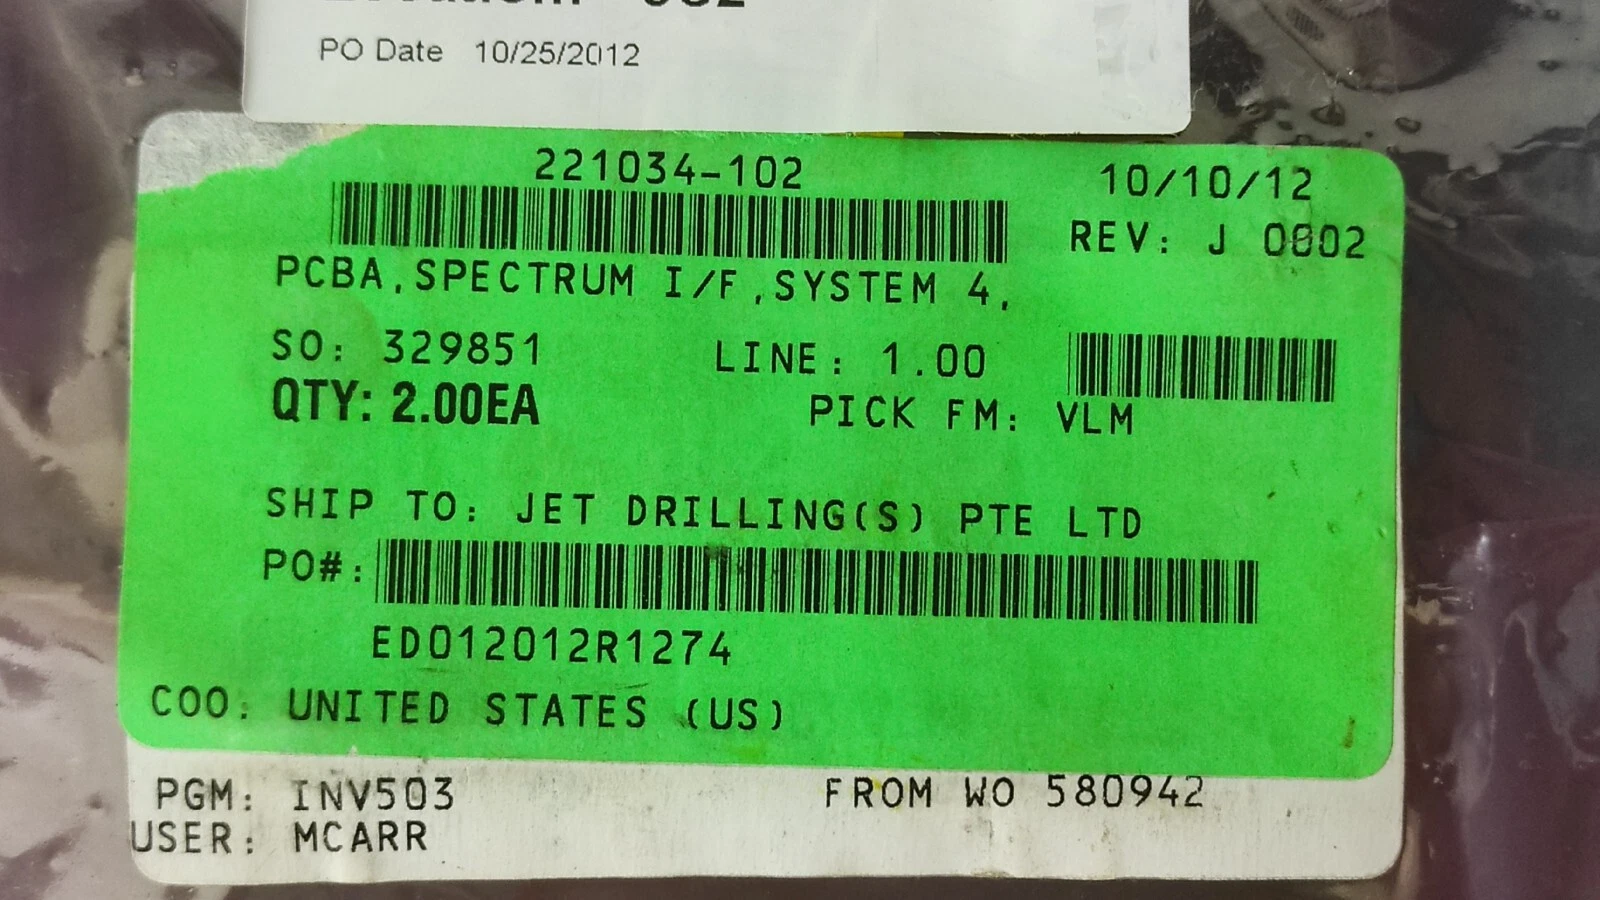 PO Date 10/25/2012
221034-102
10/10/12
REV: J 0002
PCBA,SPECTRUM I/F,SYSTEM 4,
SO: 329851
LINE: 1.00
QTY: 2.00EA
PICK FM: VLM
SHIP TO: JET DRILLING(S) PTE LTD
PO#:
EDO12012R1274
COO: UNITED STATES (US)
PGM: INV503
FROM WO 580942
USER: MCARR